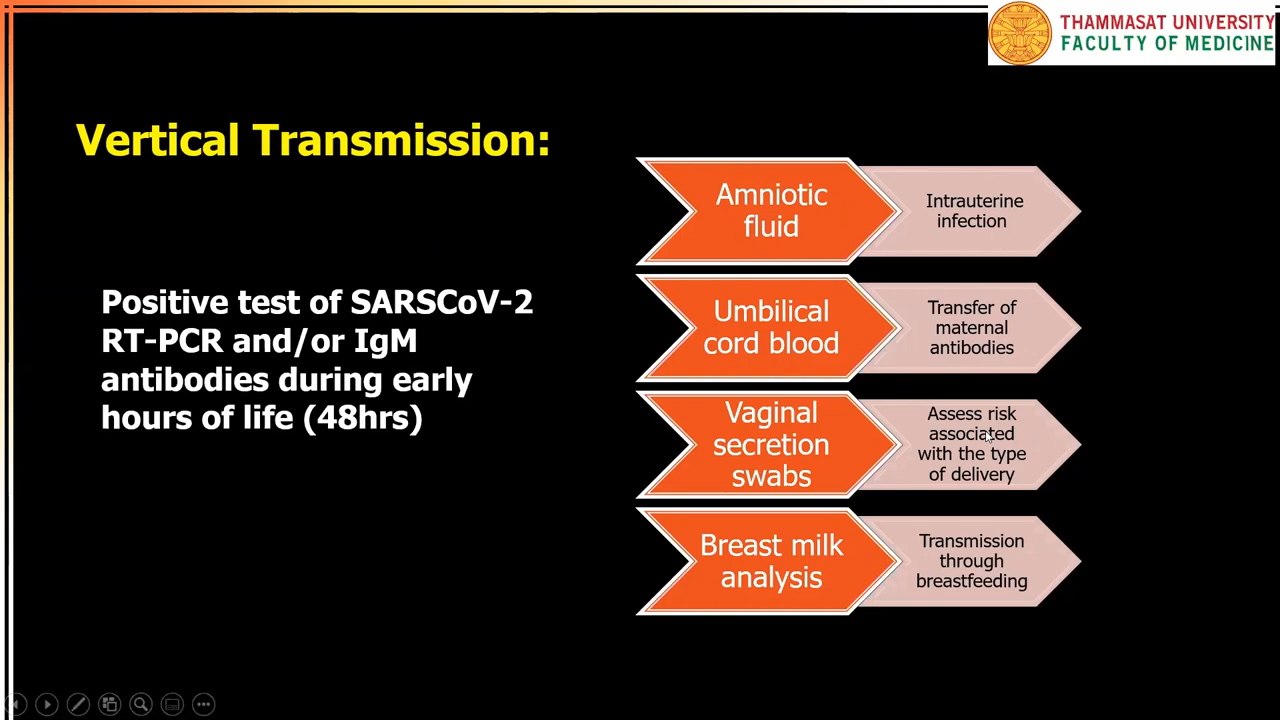 THAMMASAT UNIVERSITY
FACULTY OF MEDICINE
Vertical Transmission:
Positive test of SARSCoV-2
RT-PCR and/or IgM
antibodies during early
hours of life (48hrs)
Amniotic
fluid
Intrauterine
infection
Umbilical
cord blood
Transfer of
maternal
antibodies
Vaginal
secretion
swabs
Assess risk
associated
with the type
of delivery
Breast milk
analysis
Transmission
through
breastfeeding